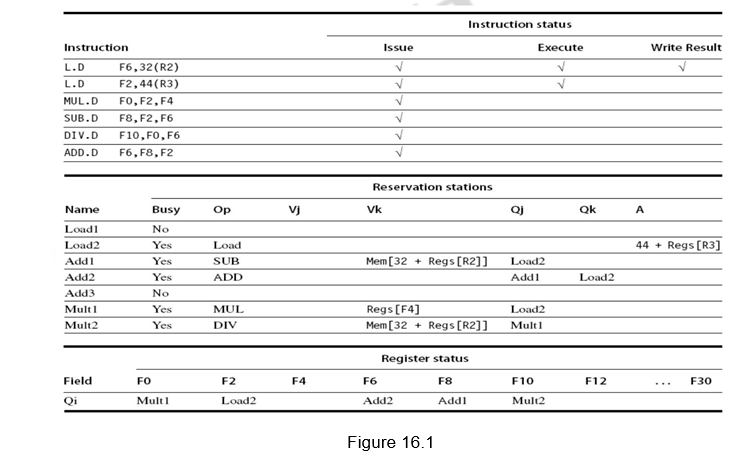 Instruction status
Instruction Issue Execute Write Result
L.D F6,32(R2) √ √ √
L.D F2,44(R3) √ √
MUL.D F0,F2,F4 √
SUB.D F8,F2,F6 √
DIV.D F10,F0,F6 √
ADD.D F6,F8,F2 √
Reservation stations
Name Busy Op Vj Vk Qj Qk A
Load1 No
Load2 Yes Load 44 + Regs[R3]
Add1 Yes SUB Mem[32 + Regs[R2]] Load2
Add2 Yes ADD Add1 Load2
Add3 No
Mult1 Yes MUL Regs[F4] Load2
Mult2 Yes DIV Mem[32 + Regs[R2]] Mult1
Register status
Field F0 F2 F4 F6 F8 F10 F12 ... F30
Qi Mult1 Load2 Add2 Add1 Mult2
Figure 16.1